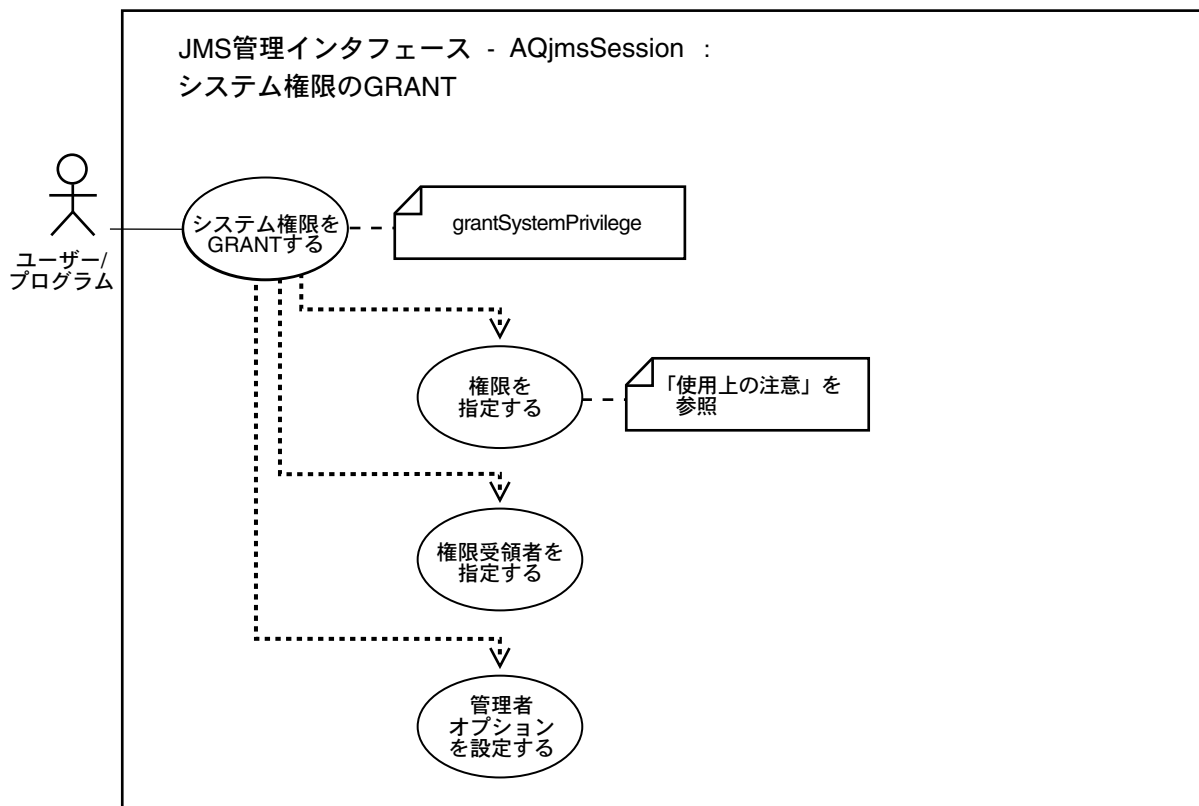 JMS管理インタフェース - AQjmsSession :
システム権限のGRANT
ユーザー/
プログラム
システム権限を
GRANTする
grantSystemPrivilege
権限を
指定する
「使用上の注意」を
参照
権限受領者を
指定する
管理者
オプション
を設定する